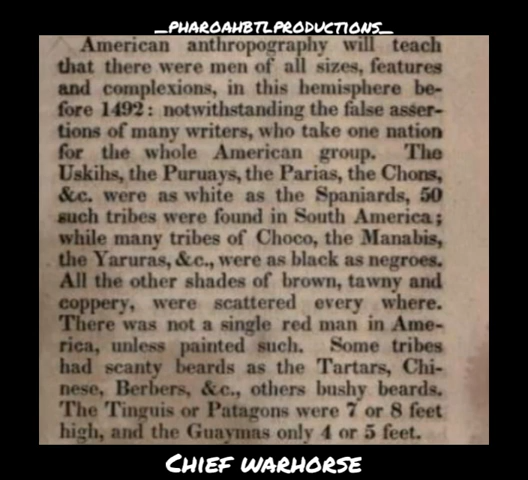 _PHAROAHBTLPRODUCTIONS_
American anthropography will teach
that there were men of all sizes, features
and complexions, in this hemisphere be-
fore 1492: notwithstanding the false asser-
tions of many writers, who take one nation
for the whole American group. The
Uskihs, the Puruays, the Parias, the Chons,
&c. were as white as the Spaniards, 50
such tribes were found in South America;
while many tribes of Choco, the Manabis,
the Yaruras, &c., were as black as negroes.
All the other shades of brown, tawny and
coppery, were scattered every where.
There was not a single red man in Ame-
rica, unless painted such. Some tribes
had scanty beards as the Tartars, Chi-
nese, Berbers, &c., others bushy beards.
The Tinguis or Patagons were 7 or 8 feet
high, and the Guaymas only 4 or 5 feet.
CHIEF WARHORSE